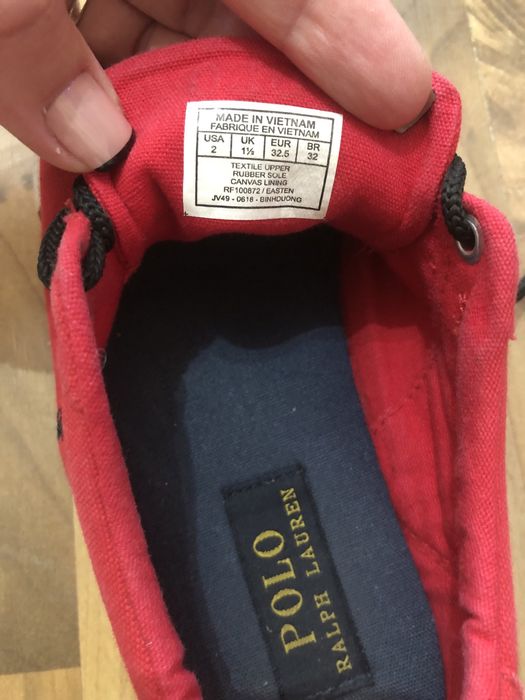 MADE IN VIETNAM
FABRIQUE EN VIETNAM
USA UK EUR BR
2 1½ 32.5 32
TEXTILE UPPER
RUBBER SOLE
CANVAS LINING
RF100872 / EASTEN
JV49 - 0618 - BINHDUONG
POLO
RALPH LAUREN